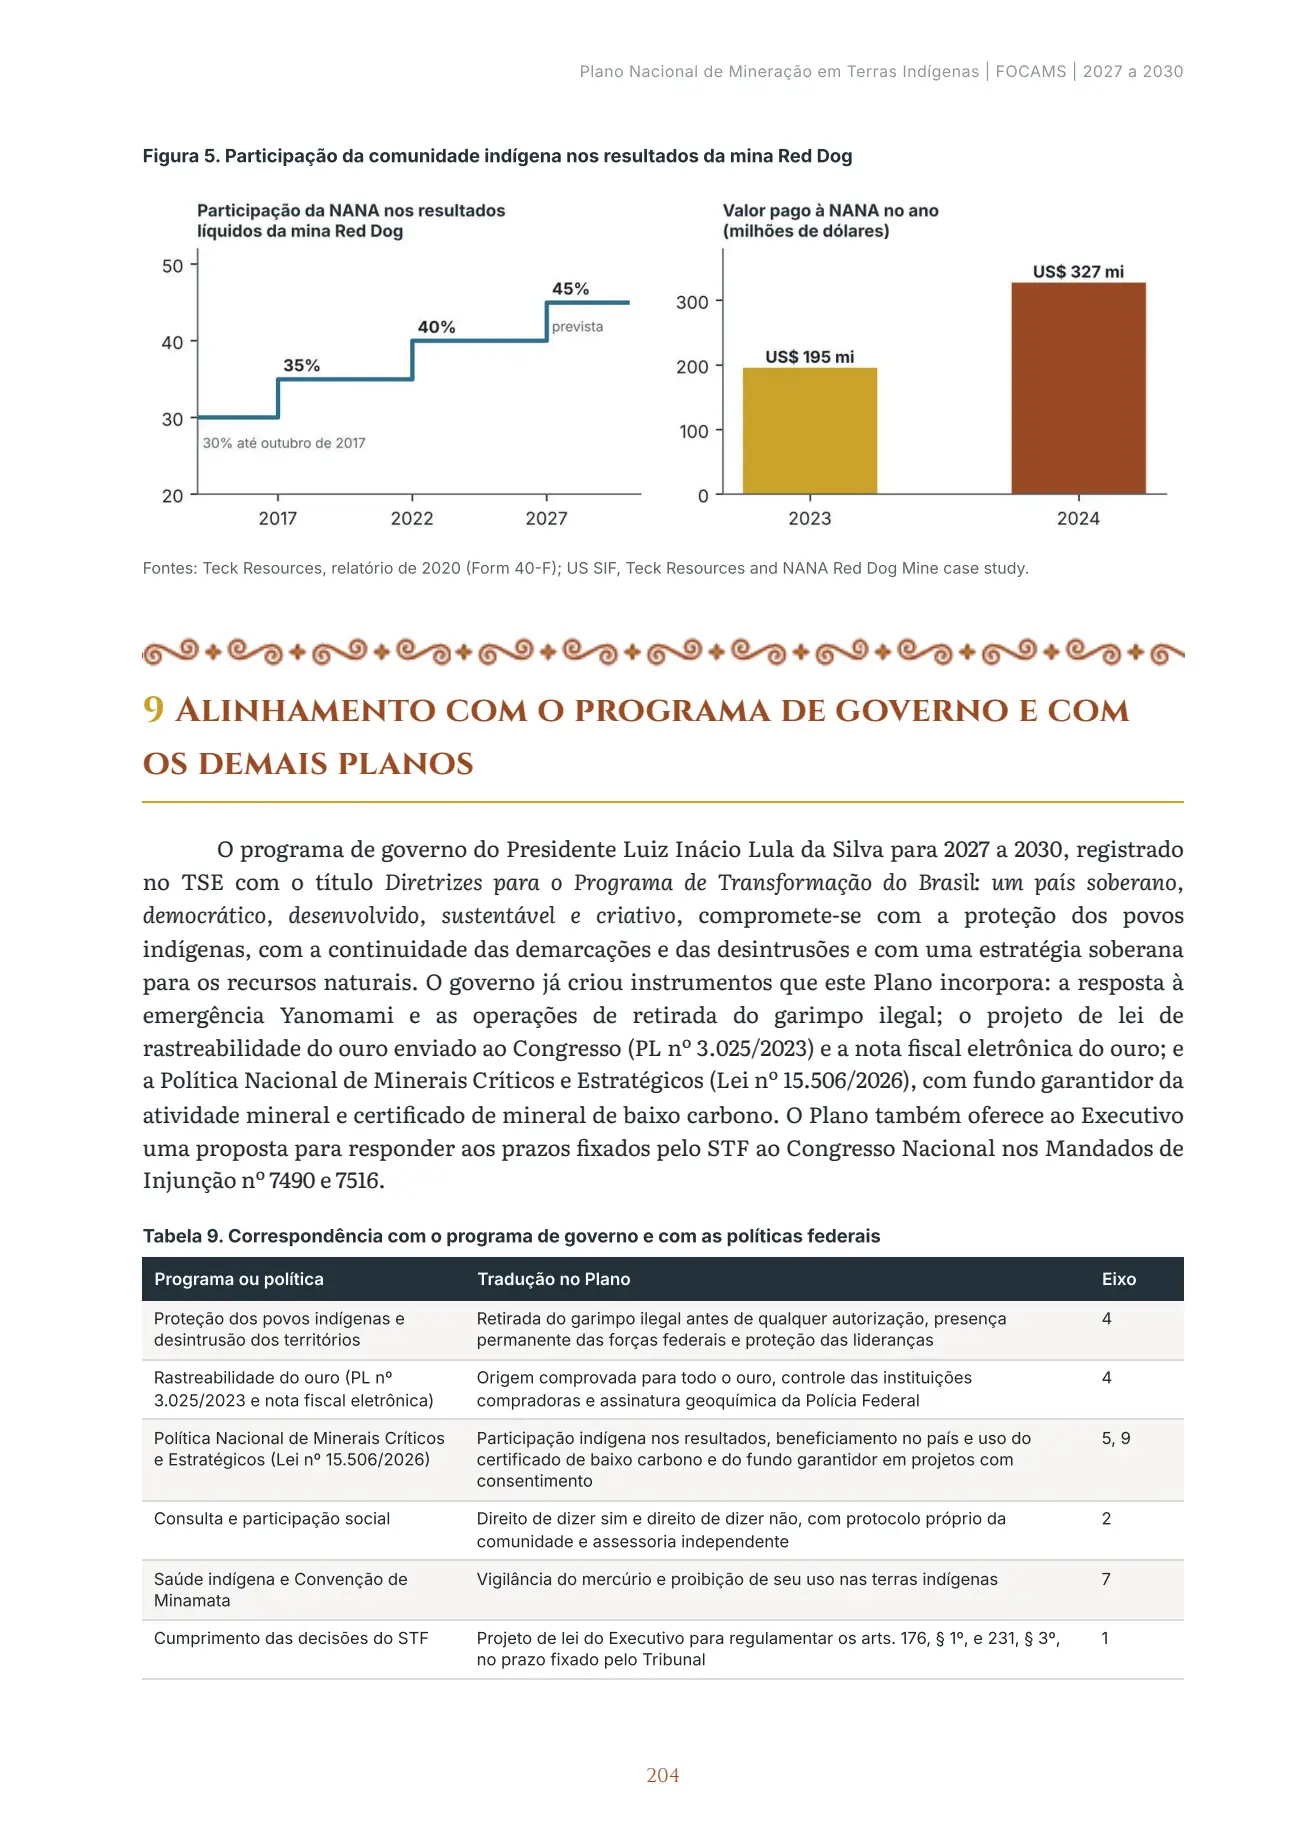 Plano Nacional de Mineração em Terras Indígenas | FOCAMS | 2027 a 2030
Figura 5. Participação da comunidade indígena nos resultados da mina Red Dog
Participação da NANA nos resultados
líquidos da mina Red Dog
50
40
30
20
45%
prevista
40%
35%
30% até outubro de 2017
2017
2022
2027
Valor pago à NANA no ano
(milhões de dólares)
300
200
100
0
US$ 195 mi
US$ 327 mi
2023
2024
Fontes: Teck Resources, relatório de 2020 (Form 40-F); US SIF, Teck Resources and NANA Red Dog Mine case study.
9 Alinhamento com o programa de governo e com
os demais planos
O programa de governo do Presidente Luiz Inácio Lula da Silva para 2027 a 2030, registrado
no TSE com o título Diretrizes para o Programa de Transformação do Brasil: um país soberano,
democrático, desenvolvido, sustentável e criativo, compromete-se com a proteção dos povos
indígenas, com a continuidade das demarcações e das desintrusões e com uma estratégia soberana
para os recursos naturais. O governo já criou instrumentos que este Plano incorpora: a resposta à
emergência Yanomami e as operações de retirada do garimpo ilegal; o projeto de lei de
rastreabilidade do ouro enviado ao Congresso (PL nº 3.025/2023) e a nota fiscal eletrônica do ouro; e
a Política Nacional de Minerais Críticos e Estratégicos (Lei nº 15.506/2026), com fundo garantidor da
atividade mineral e certificado de mineral de baixo carbono. O Plano também oferece ao Executivo
uma proposta para responder aos prazos fixados pelo STF ao Congresso Nacional nos Mandados de
Injunção nº 7490 e 7516.
Tabela 9. Correspondência com o programa de governo e com as políticas federais
Programa ou política Tradução no Plano Eixo
Proteção dos povos indígenas e
desintrusão dos territórios
Retirada do garimpo ilegal antes de qualquer autorização, presença
permanente das forças federais e proteção das lideranças
4
Rastreabilidade do ouro (PL nº
3.025/2023 e nota fiscal eletrônica)
Origem comprovada para todo o ouro, controle das instituições
compradoras e assinatura geoquímica da Polícia Federal
4
Política Nacional de Minerais Críticos
e Estratégicos (Lei nº 15.506/2026)
Participação indígena nos resultados, beneficiamento no país e uso do
certificado de baixo carbono e do fundo garantidor em projetos com
consentimento
5, 9
Consulta e participação social
Direito de dizer sim e direito de dizer não, com protocolo próprio da
comunidade e assessoria independente
2
Saúde indígena e Convenção de
Minamata
Vigilância do mercúrio e proibição de seu uso nas terras indígenas
7
Cumprimento das decisões do STF
Projeto de lei do Executivo para regulamentar os arts. 176, § 1º, e 231, § 3º,
no prazo fixado pelo Tribunal
1
204